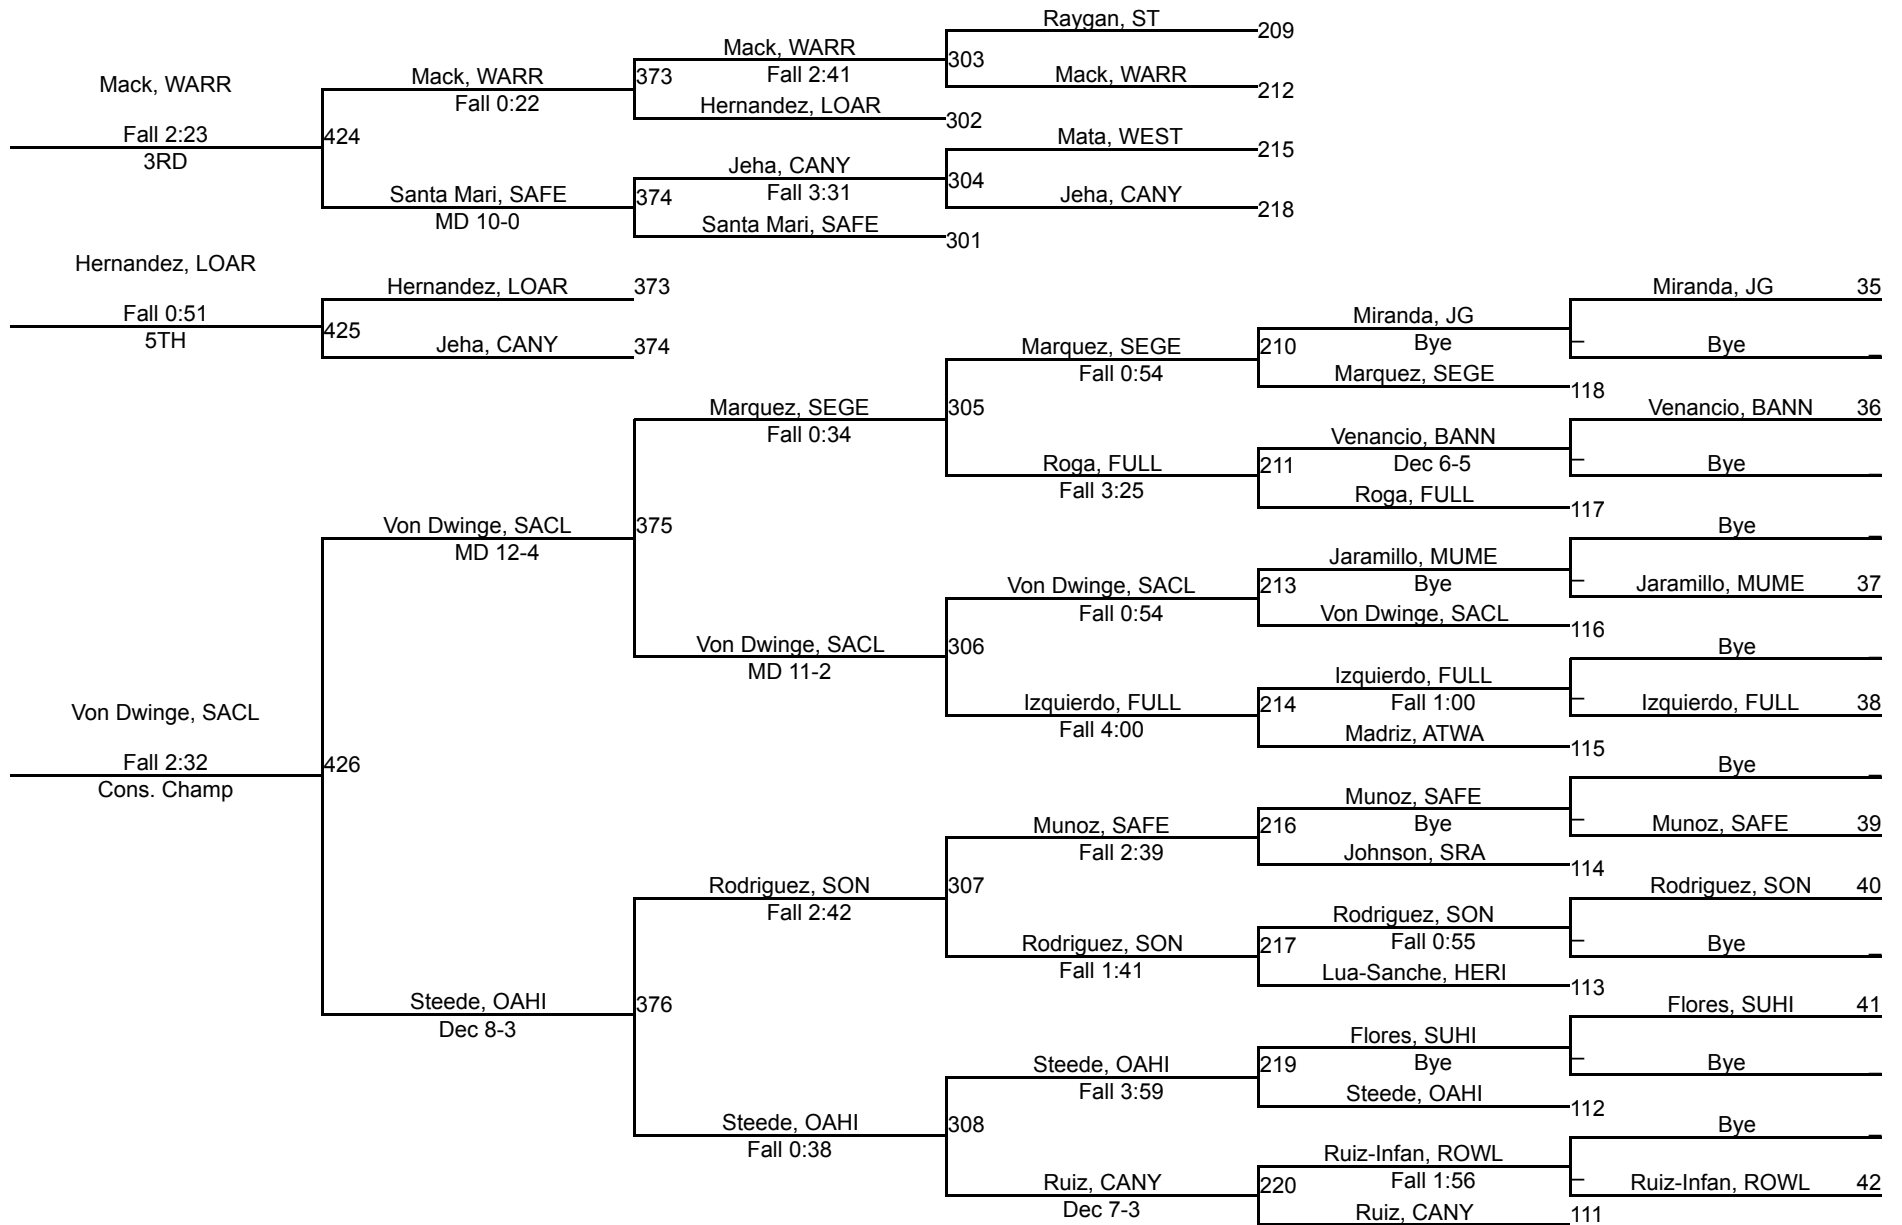 Raygan, ST
209
Mack, WARR
303
Mack, WARR
373
Fall 2:41
Mack, WARR
212
Mack, WARR
Fall 0:22
Hernandez, LOAR
302
Mack, WARR
Fall 2:23
3RD
424
Mata, WEST
215
Jeha, CANY
304
Santa Mari, SAFE
374
Fall 3:31
Jeha, CANY
218
MD 10-0
Santa Mari, SAFE
301
Hernandez, LOAR
Fall 0:51
5TH
425
Hernandez, LOAR
373
Jeha, CANY
374
Miranda, JG
35
Miranda, JG
Bye
Marquez, SEGE
210
Bye
Fall 0:54
Marquez, SEGE
118
Marquez, SEGE
305
Venancio, BANN
36
Fall 0:34
Venancio, BANN
Roga, FULL
211
Dec 6-5
Bye
Fall 3:25
Roga, FULL
117
Von Dwinge, SACL
375
Bye
MD 12-4
Jaramillo, MUME
Von Dwinge, SACL
213
Bye
Jaramillo, MUME
37
Fall 0:54
Von Dwinge, SACL
116
Von Dwinge, SACL
306
Bye
MD 11-2
Izquierdo, FULL
Izquierdo, FULL
214
Fall 1:00
Izquierdo, FULL
38
Fall 4:00
Madriz, ATWA
115
Von Dwinge, SACL
Fall 2:32
Cons. Champ
426
Bye
Munoz, SAFE
Munoz, SAFE
216
Bye
Munoz, SAFE
39
Fall 2:39
Johnson, SRA
114
Rodriguez, SON
307
Rodriguez, SON
40
Fall 2:42
Rodriguez, SON
Rodriguez, SON
217
Fall 0:55
Bye
Fall 1:41
Lua-Sanche, HERI
113
Steede, OAHI
376
Flores, SUHI
41
Dec 8-3
Flores, SUHI
Steede, OAHI
219
Bye
Bye
Fall 3:59
Steede, OAHI
112
Steede, OAHI
308
Bye
Fall 0:38
Ruiz-Infan, ROWL
Ruiz, CANY
220
Fall 1:56
Ruiz-Infan, ROWL
42
Dec 7-3
Ruiz, CANY
111